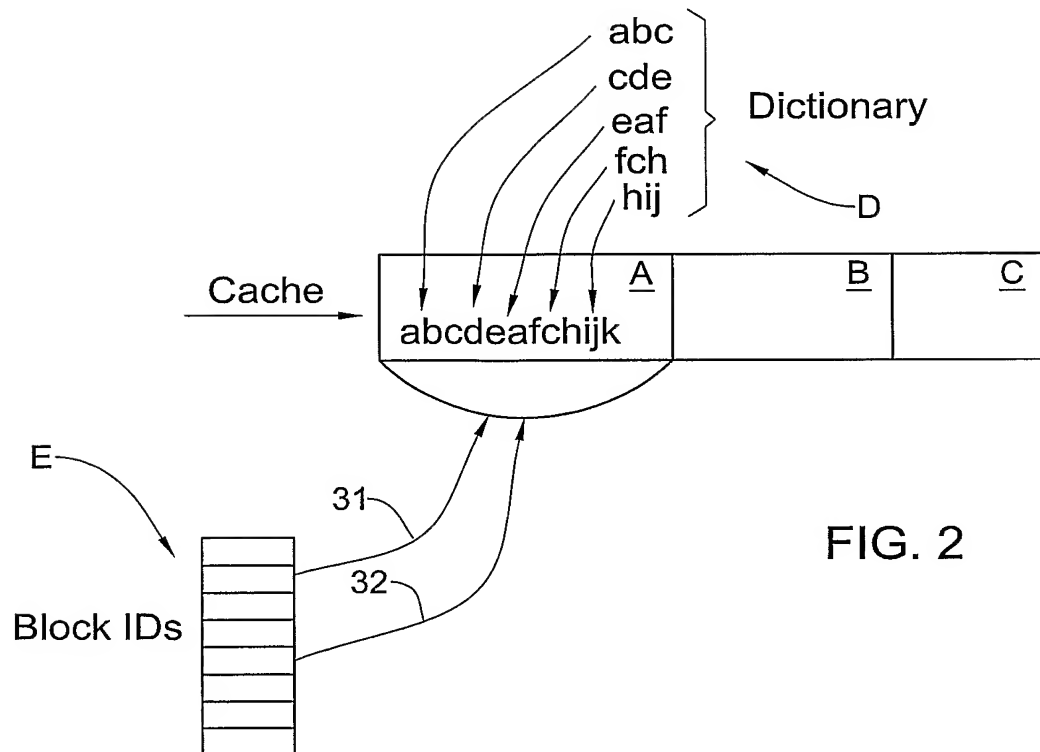 abc
cde
eaf
fch
hij
Dictionary
D
Cache
A
B
C
abcdeafchijk
E
31
32
Block IDs
FIG. 2